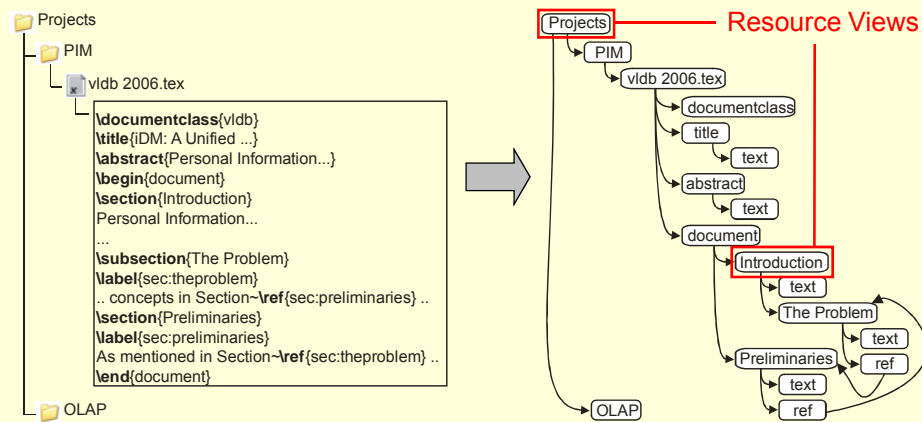 Projects
PIM
vldb 2006.tex
\documentclass{vldb}
\title{iDM: A Unified ...}
\abstract{Personal Information...}
\begin{document}
\section{Introduction}
Personal Information...
...
\subsection{The Problem}
\label{sec:theproblem}
.. concepts in Section~\ref{sec:preliminaries} ..
\section{Preliminaries}
\label{sec:preliminaries}
As mentioned in Section~\ref{sec:theproblem} ..
\end{document}
OLAP
Resource Views
Projects
PIM
vldb 2006.tex
documentclass
title
text
abstract
text
document
Introduction
text
The Problem
text
ref
Preliminaries
text
ref
OLAP